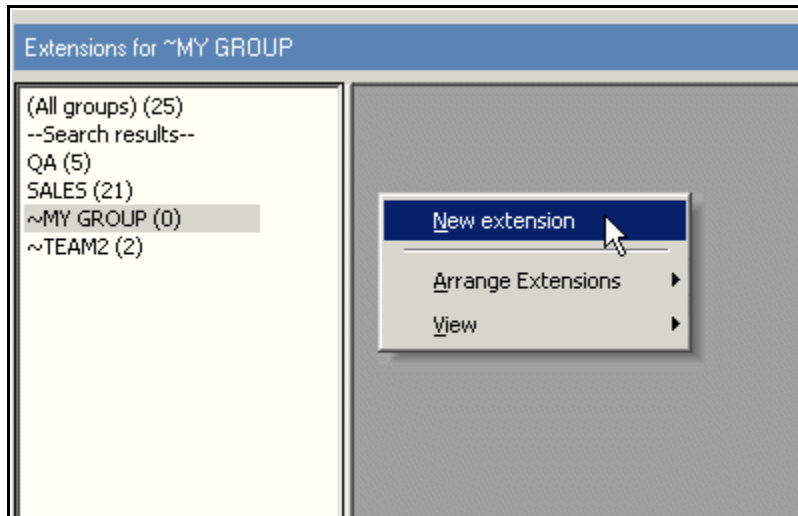 Extensions for ~MY GROUP
(All groups) (25)
--Search results--
QA (5)
SALES (21)
~MY GROUP (0)
~TEAM2 (2)
New extension
Arrange Extensions
View